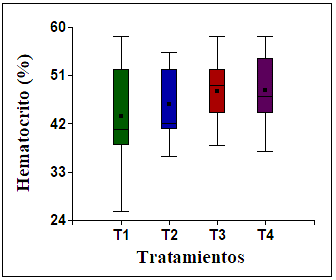 60
51
42
33
24
Hematocrito (%)
T1 T2 T3 T4
Tratamientos